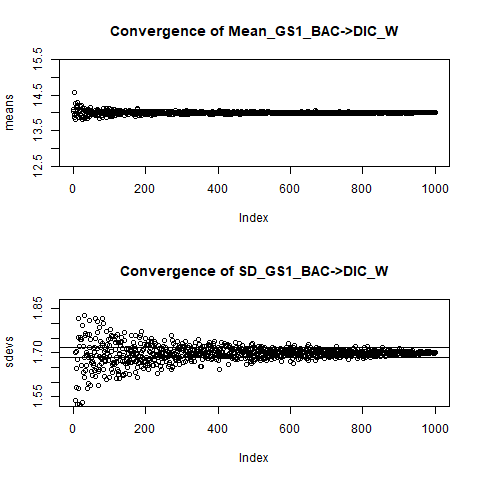 Convergence of Mean_GS1_BAC->DIC_W
means
15.5
14.5
13.5
12.5
0 200 400 600 800 1000
Index
Convergence of SD_GS1_BAC->DIC_W
sdevs
1.85
1.70
1.55
0 200 400 600 800 1000
Index